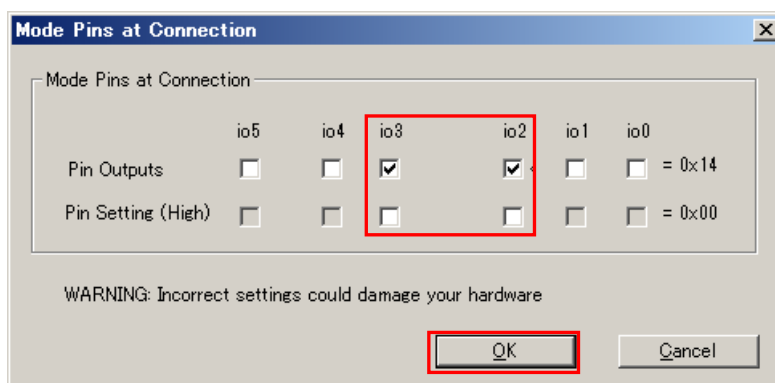 Mode Pins at Connection
Mode Pins at Connection
io5 io4 io3 io2 io1 io0
Pin Outputs = 0x14
Pin Setting (High) = 0x00
WARNING: Incorrect settings could damage your hardware
OK Cancel